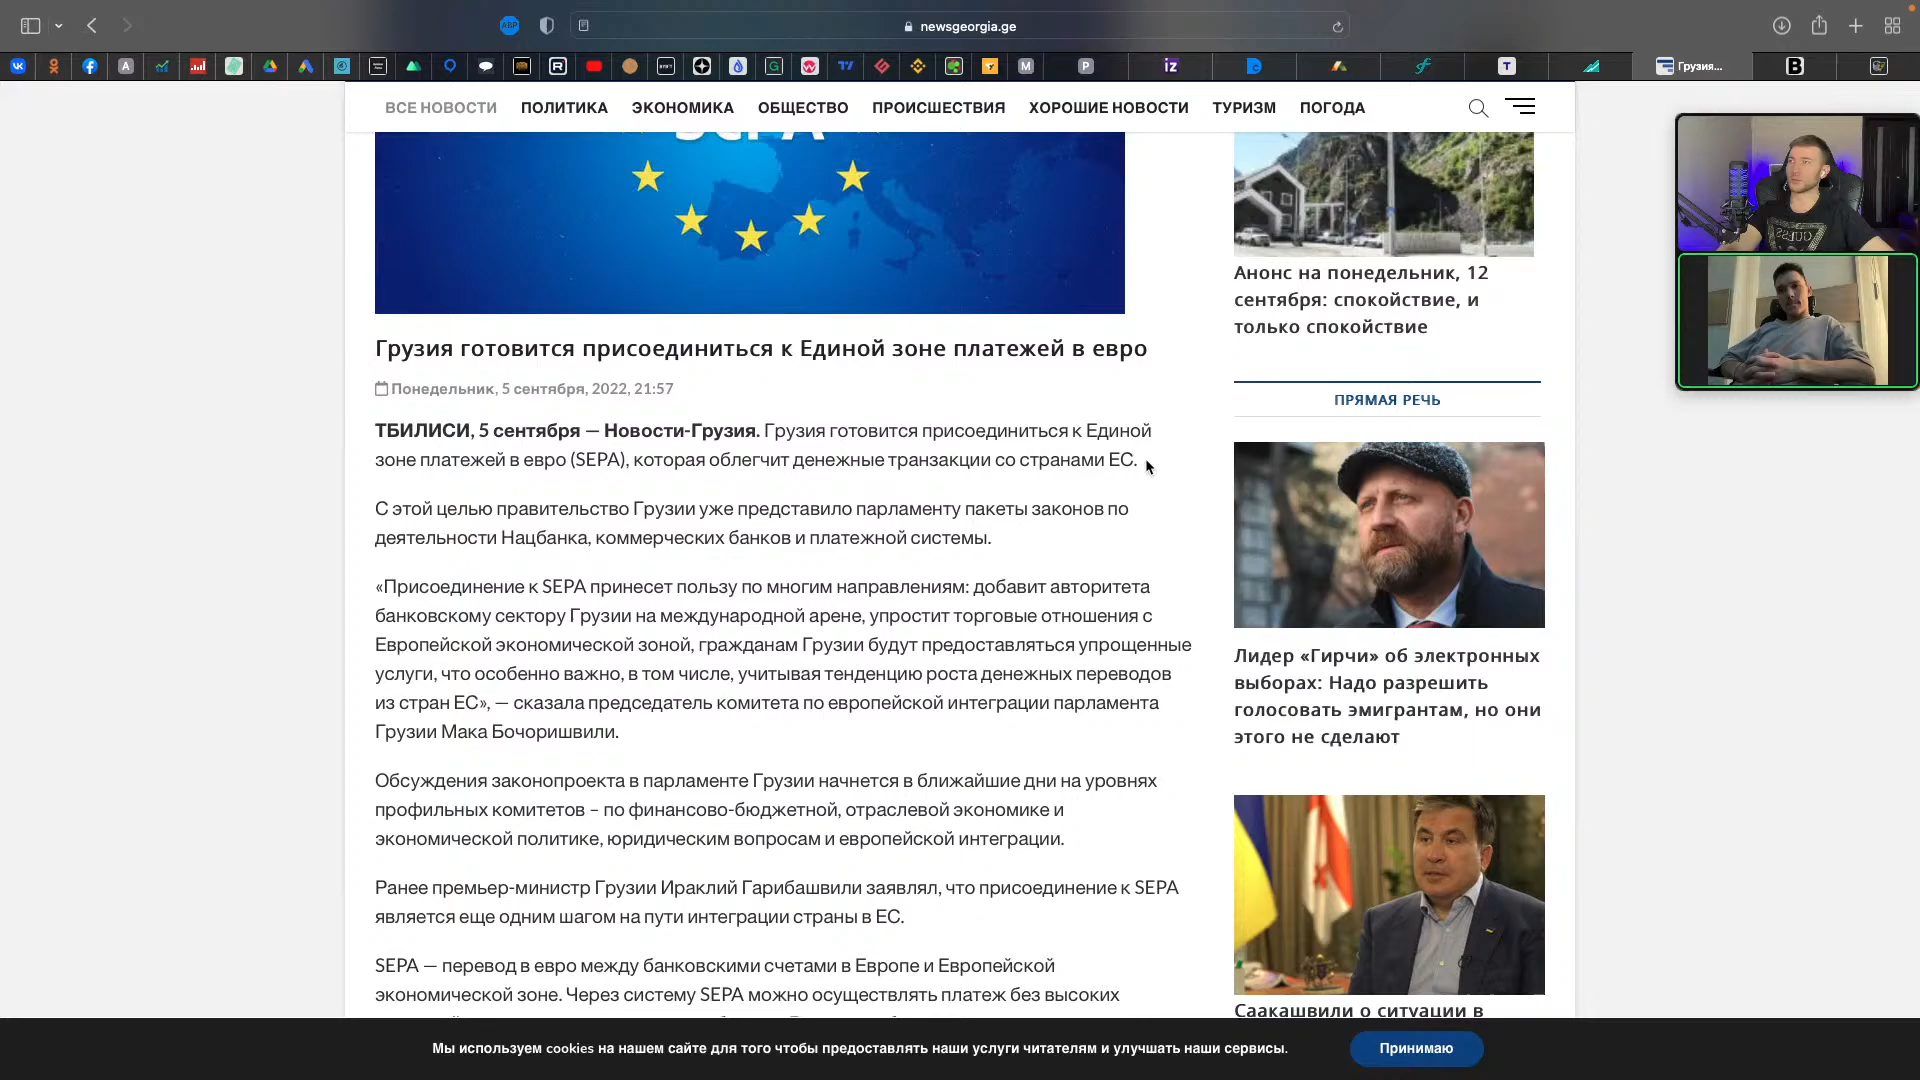 newsgeorgia.ge
Грузия...
ВСЕ НОВОСТИ ПОЛИТИКА ЭКОНОМИКА ОБЩЕСТВО ПРОИСШЕСТВИЯ ХОРОШИЕ НОВОСТИ ТУРИЗМ ПОГОДА
SEPA
Грузия готовится присоединиться к Единой зоне платежей в евро
Понедельник, 5 сентября, 2022, 21:57
ТБИЛИСИ, 5 сентября — Новости-Грузия. Грузия готовится присоединиться к Единой
зоне платежей в евро (SEPA), которая облегчит денежные транзакции со странами ЕС.
С этой целью правительство Грузии уже представило парламенту пакеты законов по
деятельности Нацбанка, коммерческих банков и платежной системы.
«Присоединение к SEPA принесет пользу по многим направлениям: добавит авторитета
банковскому сектору Грузии на международной арене, упростит торговые отношения с
Европейской экономической зоной, гражданам Грузии будут предоставляться упрощенные
услуги, что особенно важно, в том числе, учитывая тенденцию роста денежных переводов
из стран ЕС», — сказала председатель комитета по европейской интеграции парламента
Грузии Мака Бочоришвили.
Обсуждения законопроекта в парламенте Грузии начнется в ближайшие дни на уровнях
профильных комитетов – по финансово-бюджетной, отраслевой экономике и
экономической политике, юридическим вопросам и европейской интеграции.
Ранее премьер-министр Грузии Ираклий Гарибашвили заявлял, что присоединение к SEPA
является еще одним шагом на пути интеграции страны в ЕС.
SEPA — перевод в евро между банковскими счетами в Европе и Европейской
экономической зоне. Через систему SEPA можно осуществлять платеж без высоких
Анонс на понедельник, 12
сентября: спокойствие, и
только спокойствие
ПРЯМАЯ РЕЧЬ
Лидер «Гирчи» об электронных
выборах: Надо разрешить
голосовать эмигрантам, но они
этого не сделают
Саакашвили о ситуации в
Мы используем cookies на нашем сайте для того чтобы предоставлять наши услуги читателям и улучшать наши сервисы.
Принимаю